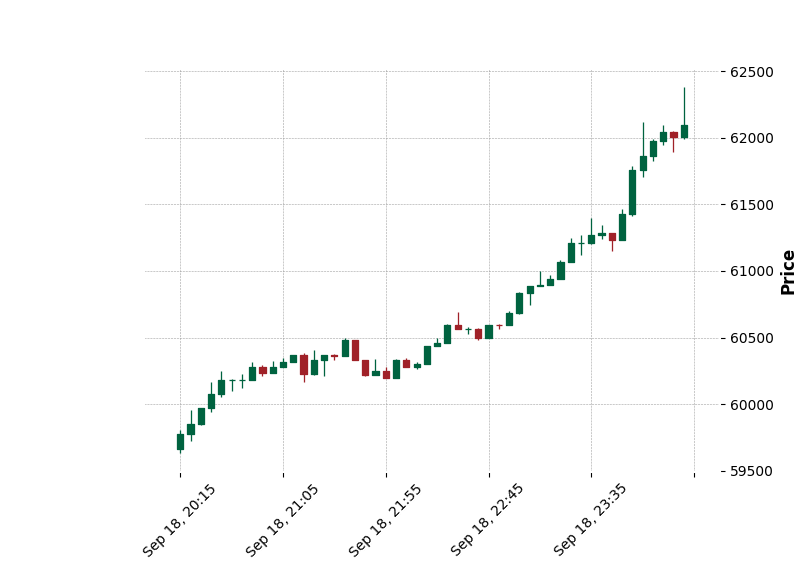 62500
62000
61500
61000
60500
60000
59500
Price
Sep 18, 20:15
Sep 18, 21:05
Sep 18, 21:55
Sep 18, 22:45
Sep 18, 23:35